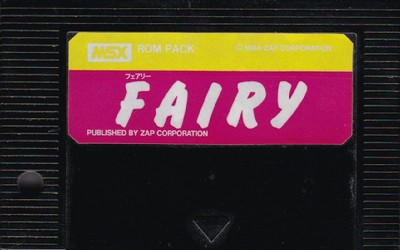 MSX ROM PACK © 1984 ZAP CORPORATION
フェアリー
FAIRY
PUBLISHED BY ZAP CORPORATION